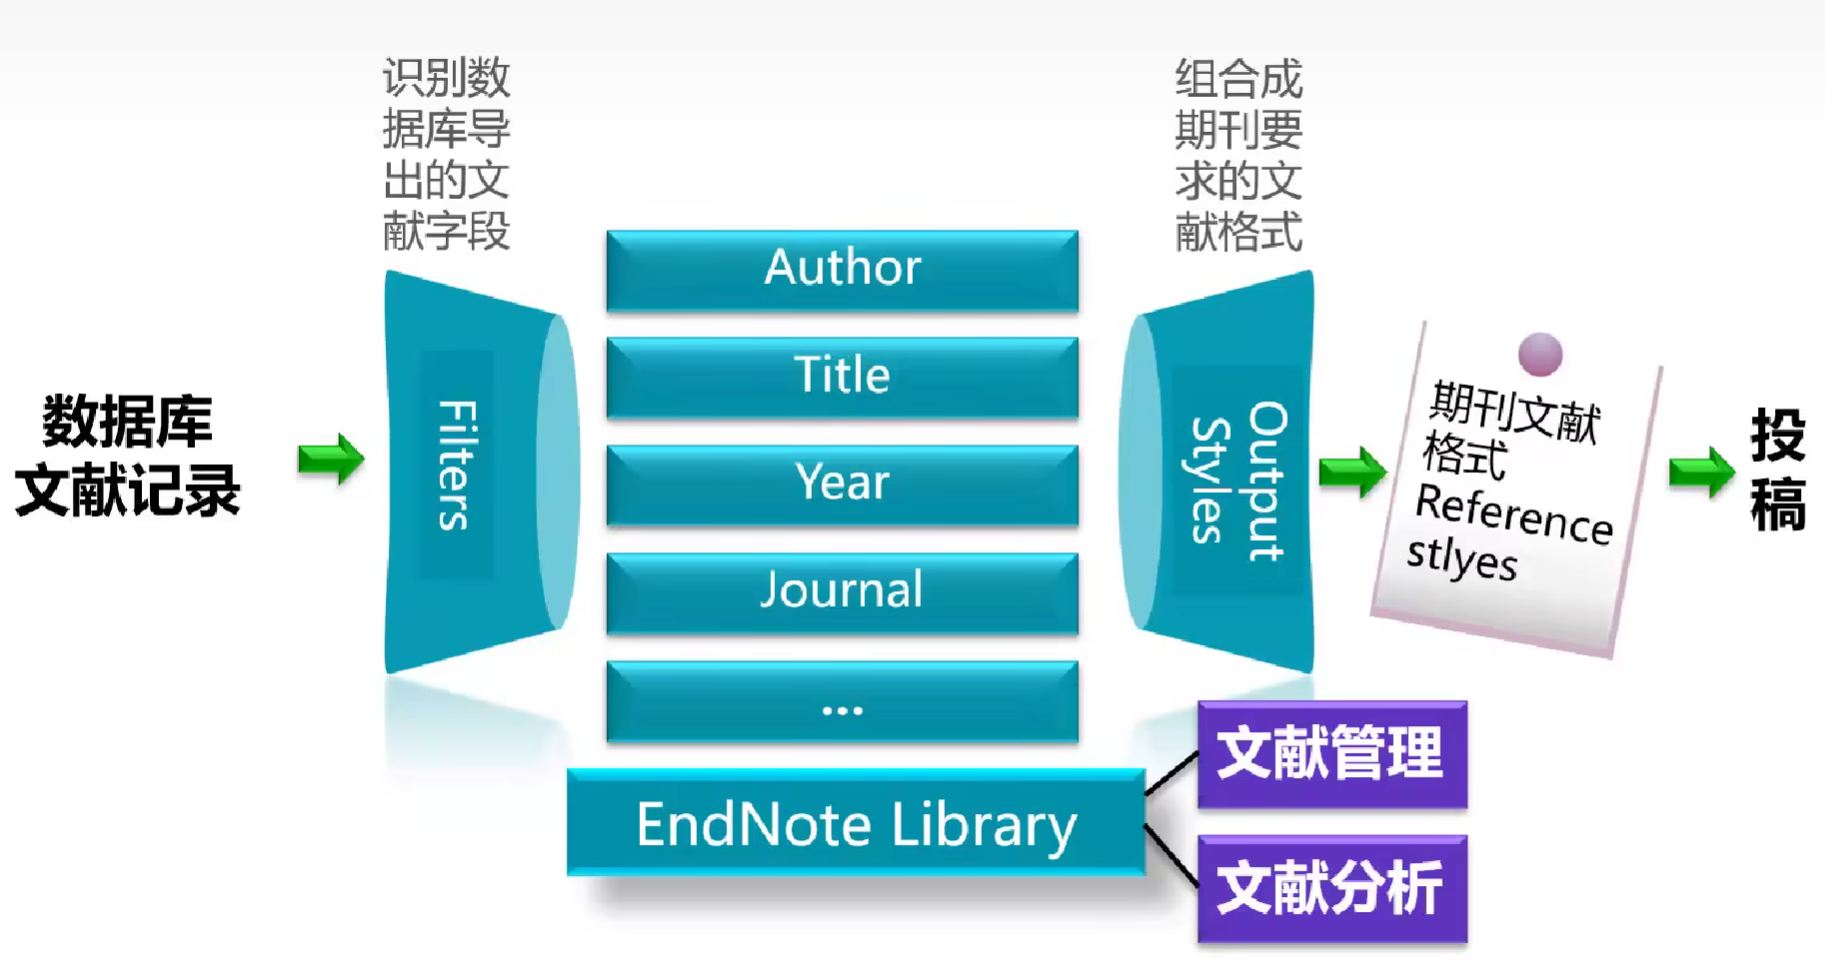 数据库
文献记录
识别数
据库导
出的文
献字段
Filters
Author
Title
Year
Journal
...
EndNote Library
组合成
期刊要
求的文
献格式
Output
Styles
期刊文献
格式
Reference
stlyes
投
稿
文献管理
文献分析